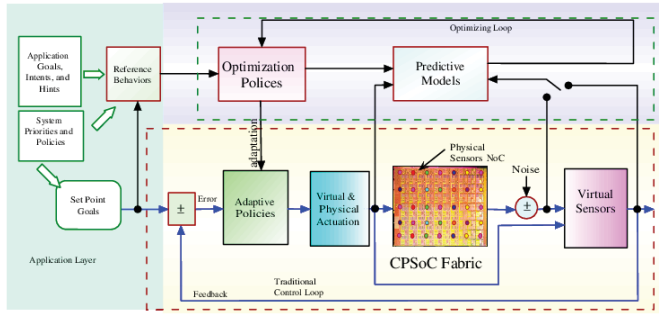 Optimizing Loop
Application
Goals,
Intents, and
Hints
Reference
Behaviors
Optimization
Polices
Predictive
Models
System
Priorities and
Policies
adaptation
Physical
Sensors NoC
Noise
Set Point
Goals
±
Error
Adaptive
Policies
Virtual &
Physical
Actuation
±
Virtual
Sensors
CPSoC Fabric
Application Layer
Traditional
Control Loop
Feedback